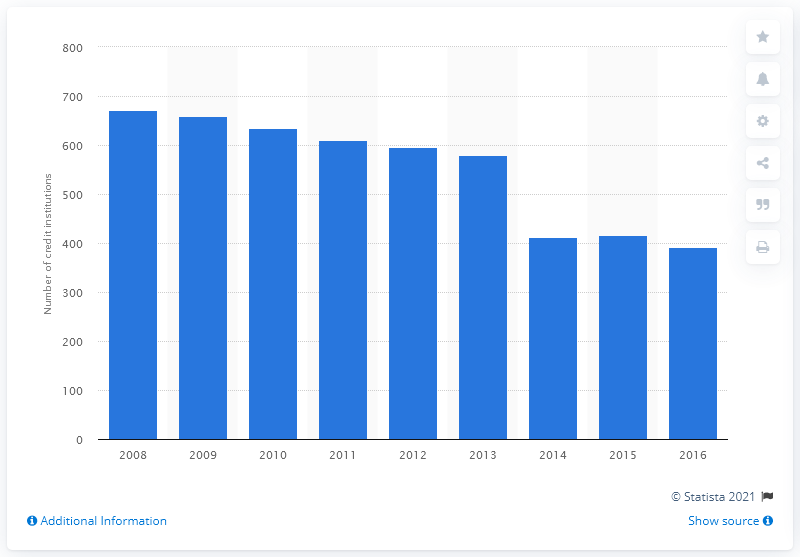 800
700
600
500
400
300
200
100
0
Number of credit institutions
2008 2009 2010 2011 2012 2013 2014 2015 2016
© Statista 2021
Additional Information
Show source